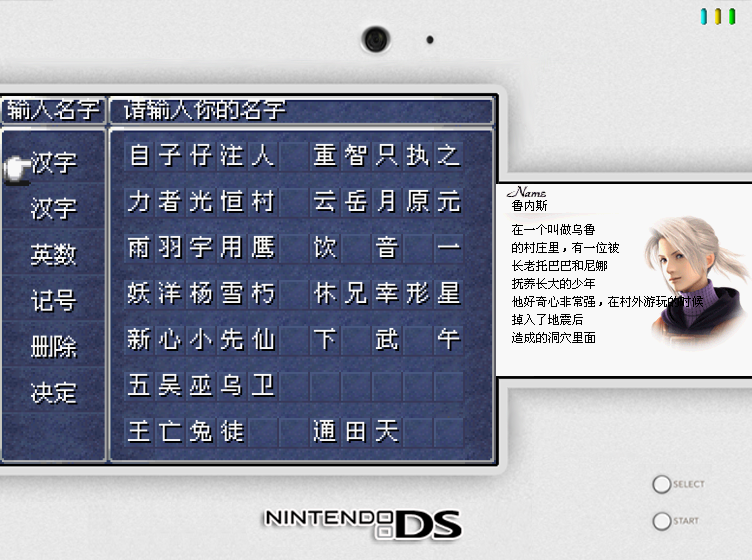 输入名字 请输入你的名字
汉字
汉字
英数
记号
删除
决定
自子仔注人 重智只执之
力者光恒村 云岳月原元
雨羽宇用鹰 饮 音 一
妖洋杨雪朽 休兄幸形星
新心小先仙 下 武 午
五吴巫乌卫
王亡兔徒 通田天
Name
鲁内斯
在一个叫做乌鲁
的村庄里，有一位被
长老托巴巴和尼娜
抚养长大的少年
他好奇心非常强，在村外游玩的时候
掉入了地震后
造成的洞穴里面
SELECT
START
NINTENDO DS